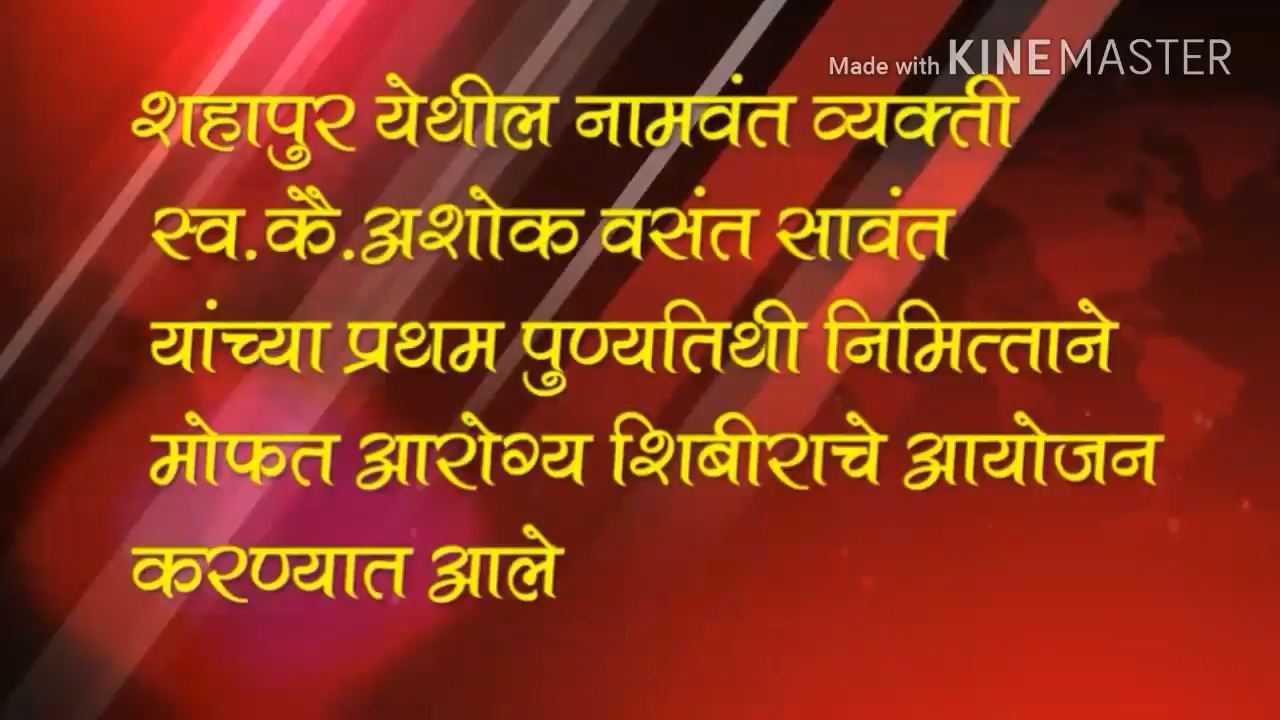 Made with KINEMASTER
शहापुर येथील नामवंत व्यक्ती
स्व.कै.अशोक वसंत सावंत
यांच्या प्रथम पुण्यतिथी निमित्ताने
मोफत आरोग्य शिबीराचे आयोजन
करण्यात आले